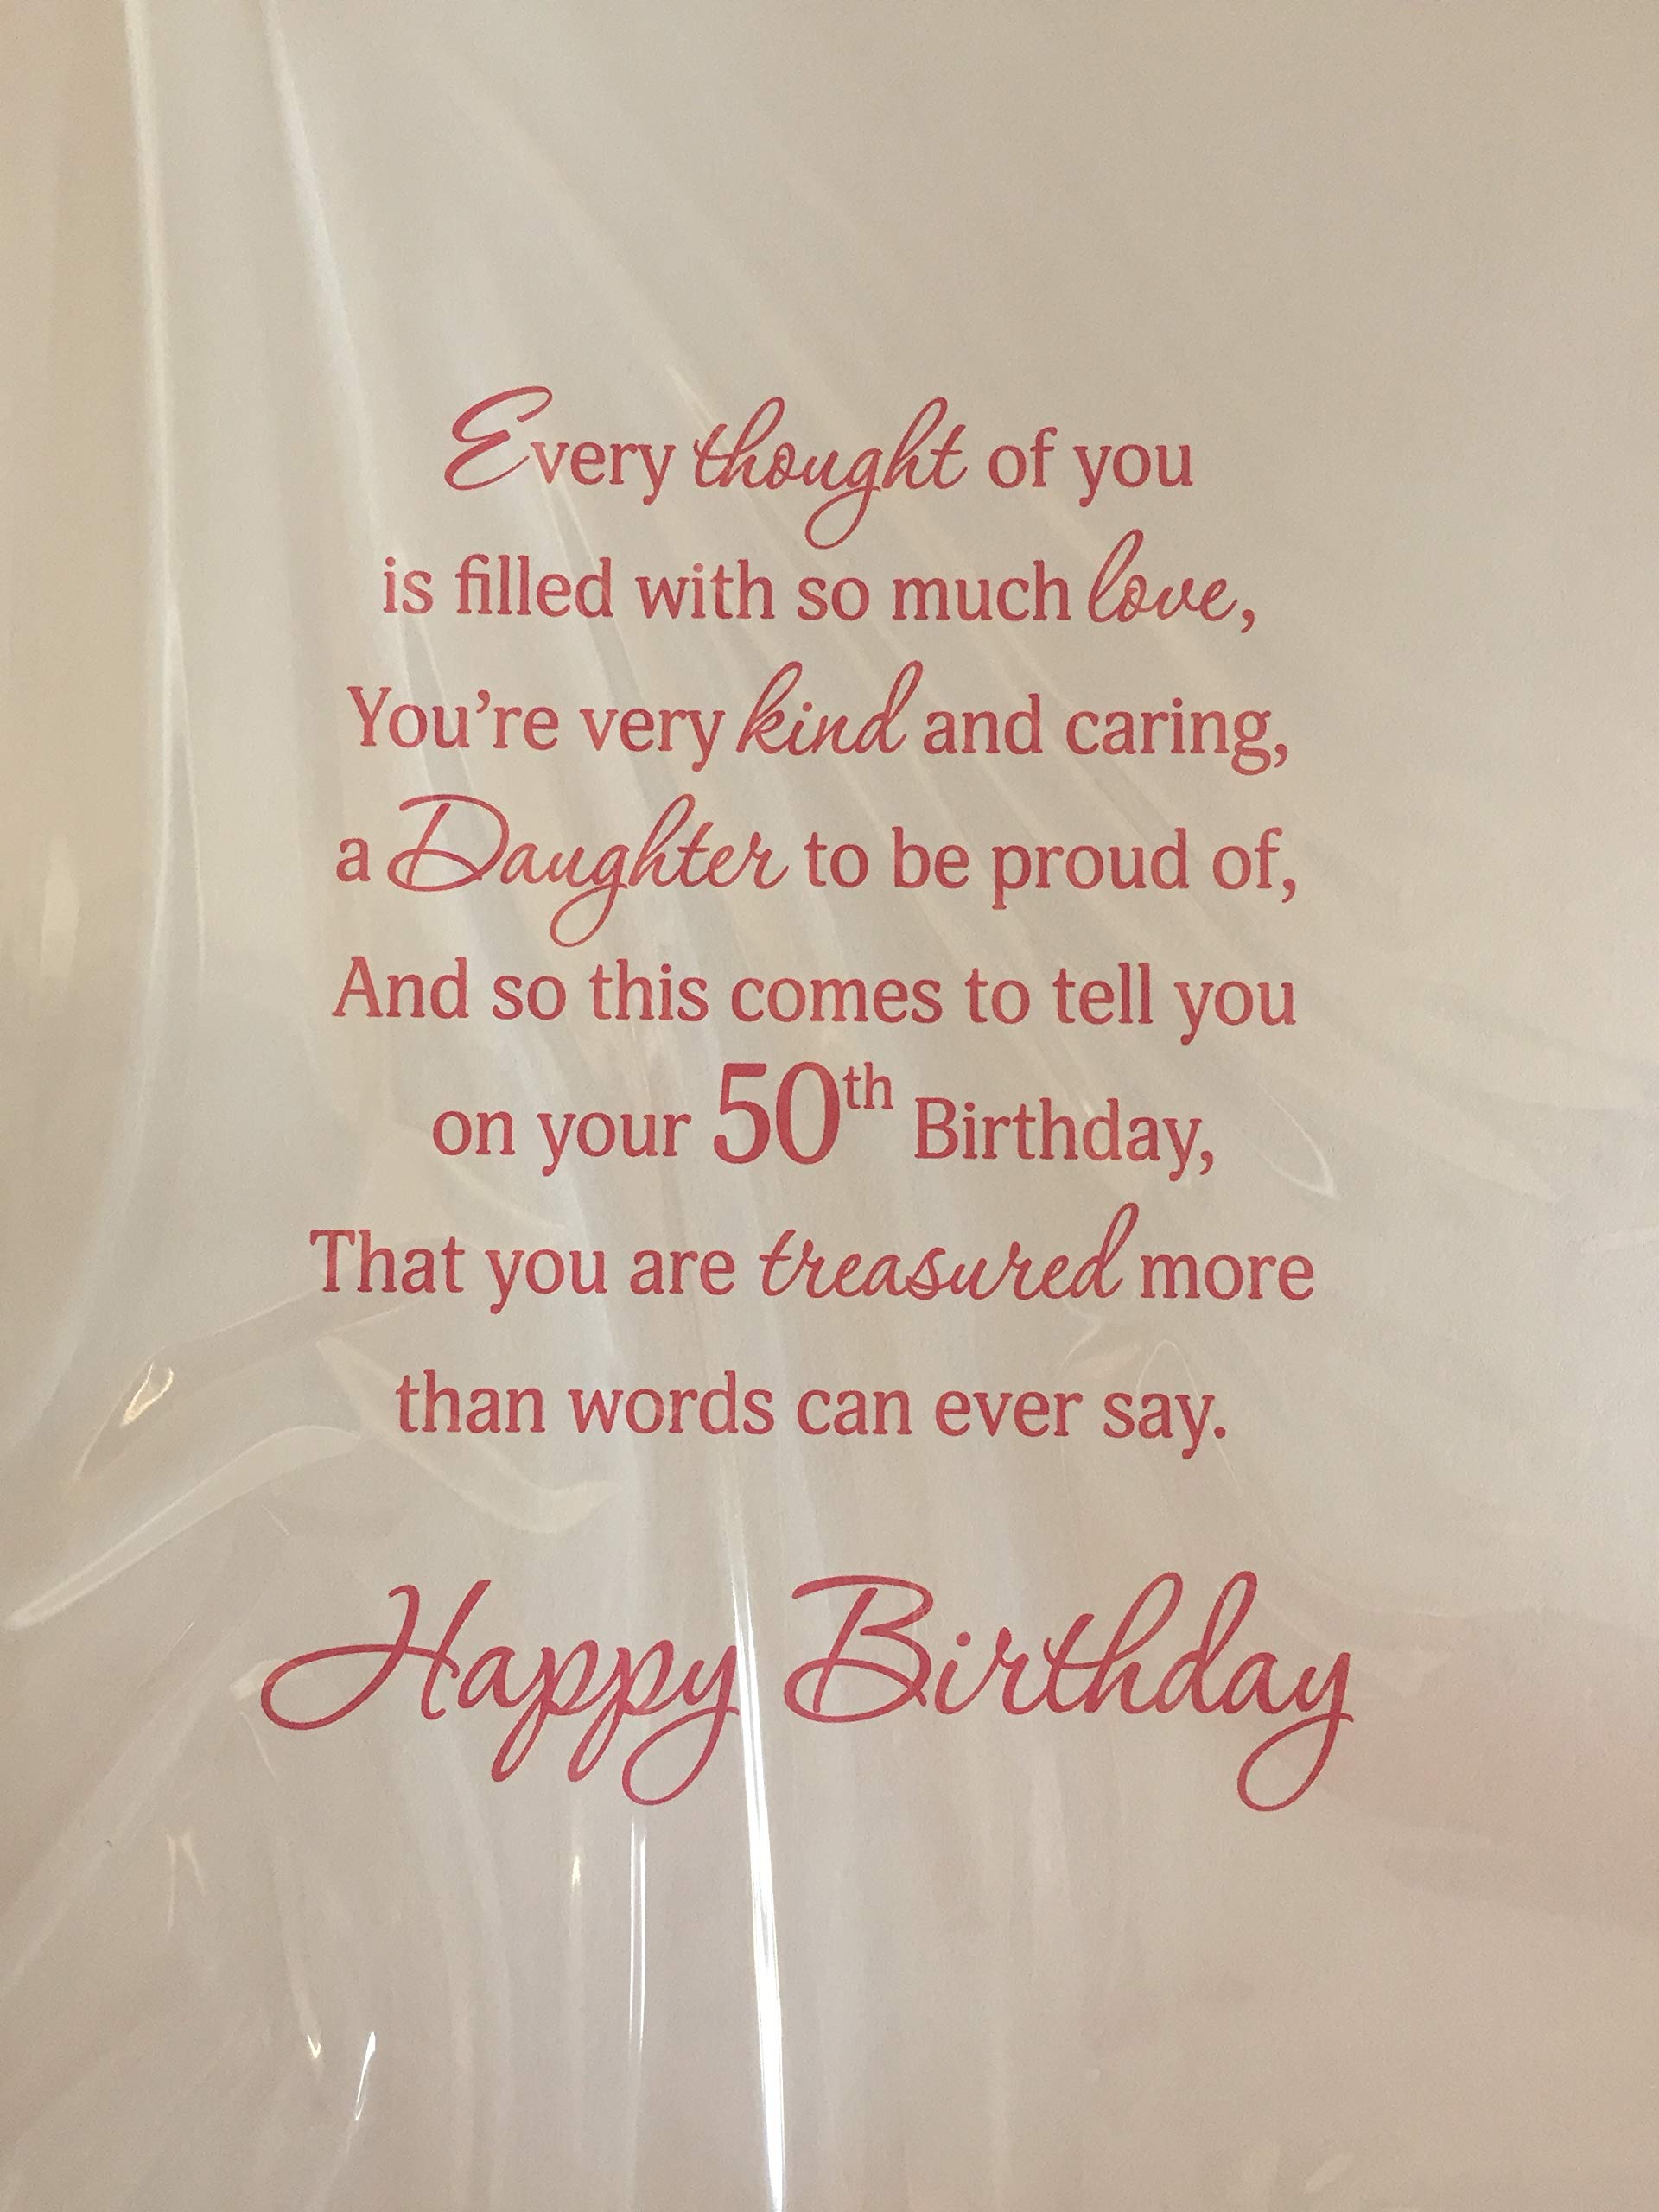 Every thought of you
is filled with so much love,
You’re very kind and caring,
a Daughter to be proud of,
And so this comes to tell you
on your 50th Birthday,
That you are treasured more
than words can ever say.
Happy Birthday